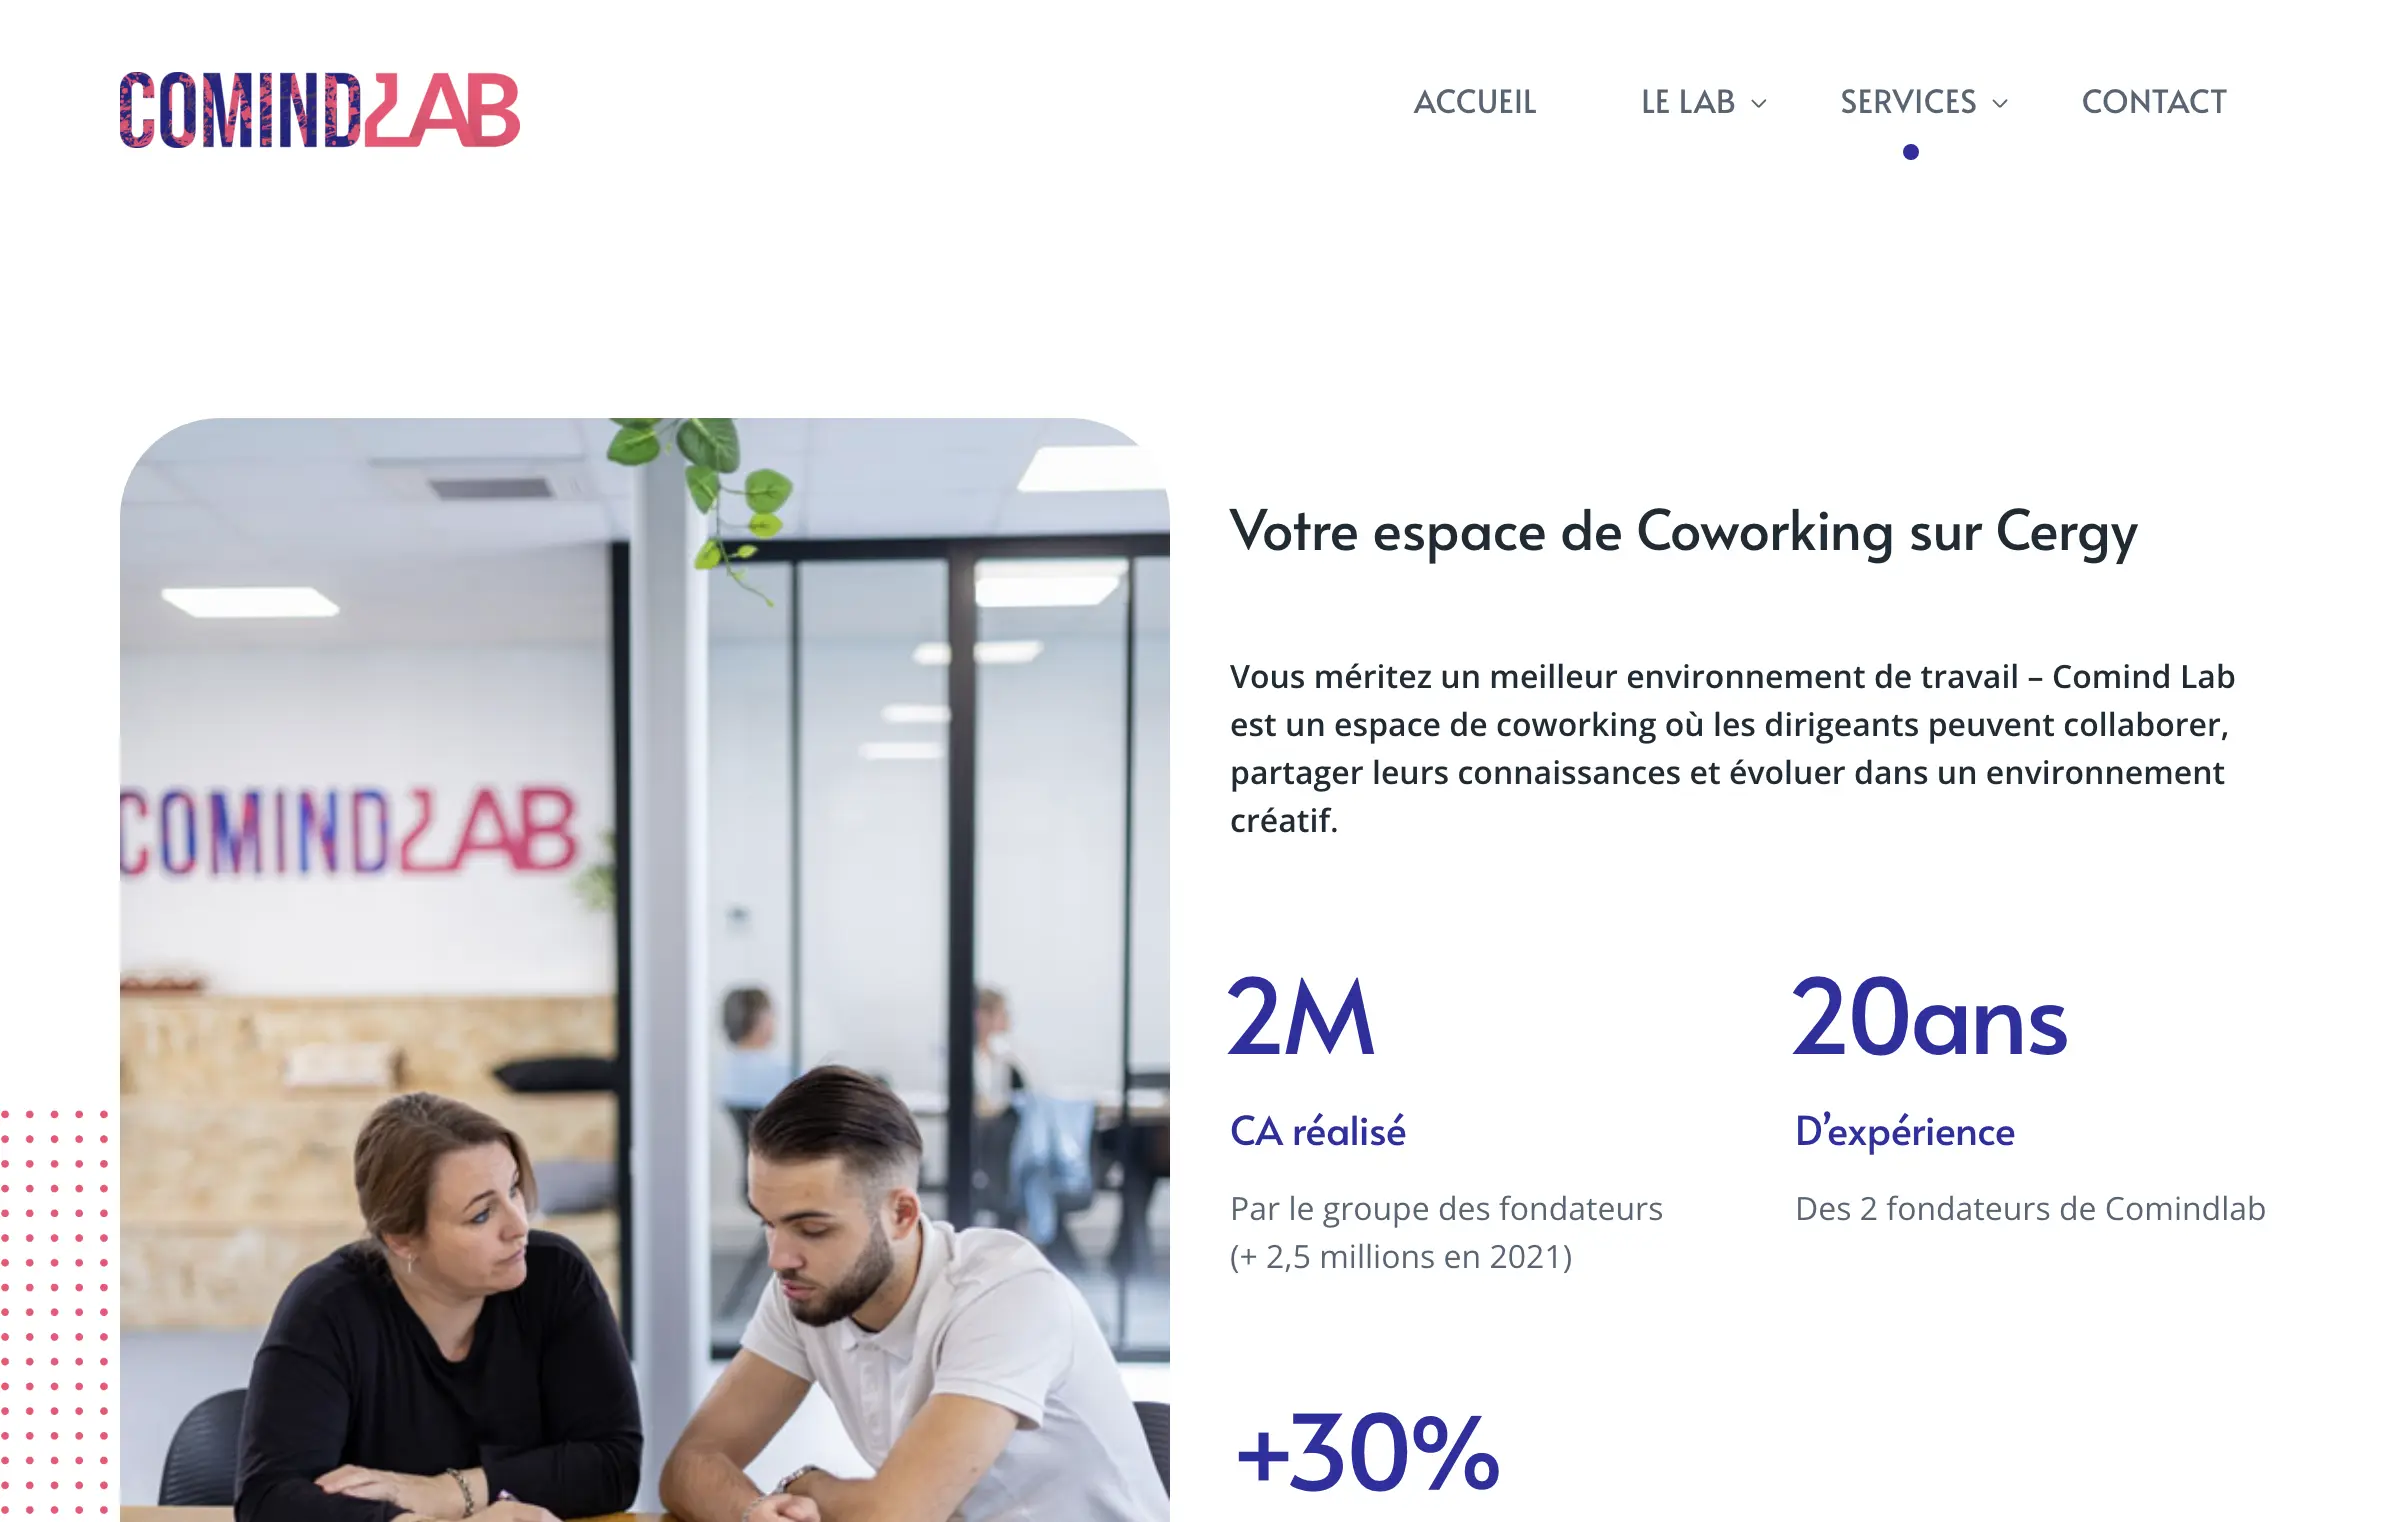 COMINDLAB
ACCUEIL
LE LAB
SERVICES
CONTACT
COMINDLAB
Votre espace de Coworking sur Cergy
Vous méritez un meilleur environnement de travail – Comind Lab
est un espace de coworking où les dirigeants peuvent collaborer,
partager leurs connaissances et évoluer dans un environnement
créatif.
2M
CA réalisé
Par le groupe des fondateurs
(+ 2,5 millions en 2021)
20ans
D’expérience
Des 2 fondateurs de Comindlab
+30%